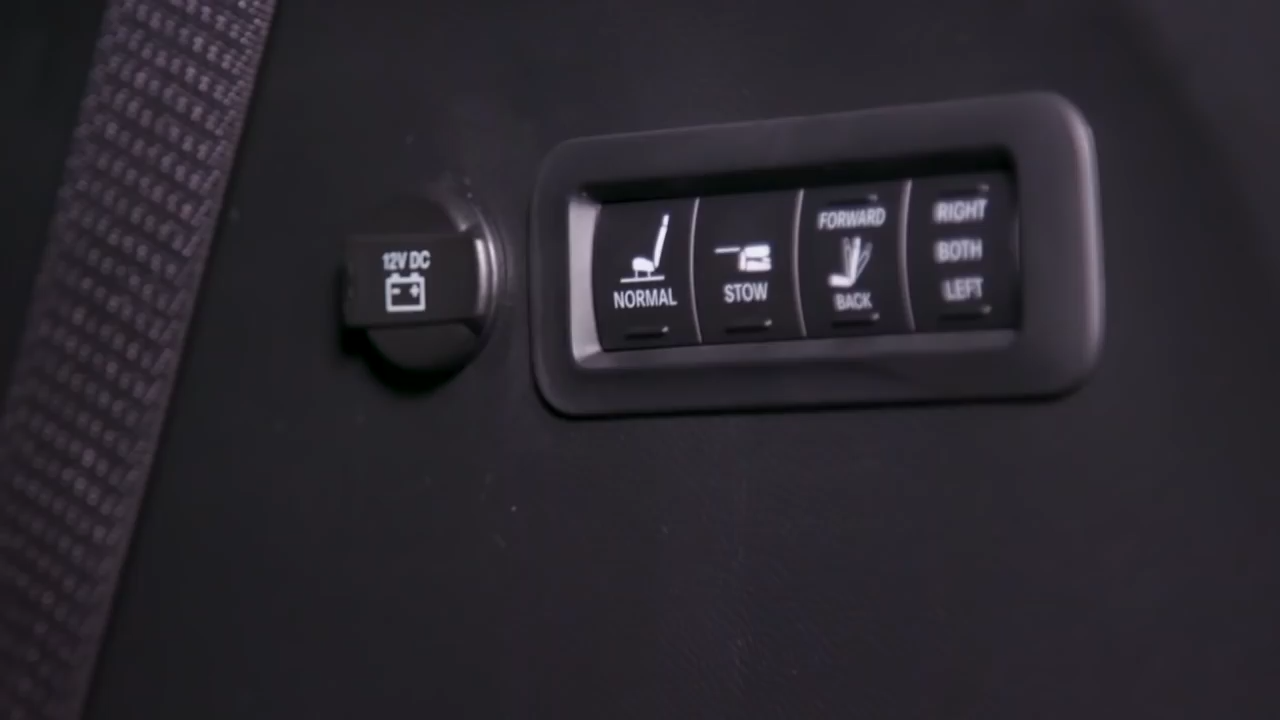 12V DC
NORMAL
STOW
FORWARD
BACK
RIGHT
BOTH
LEFT